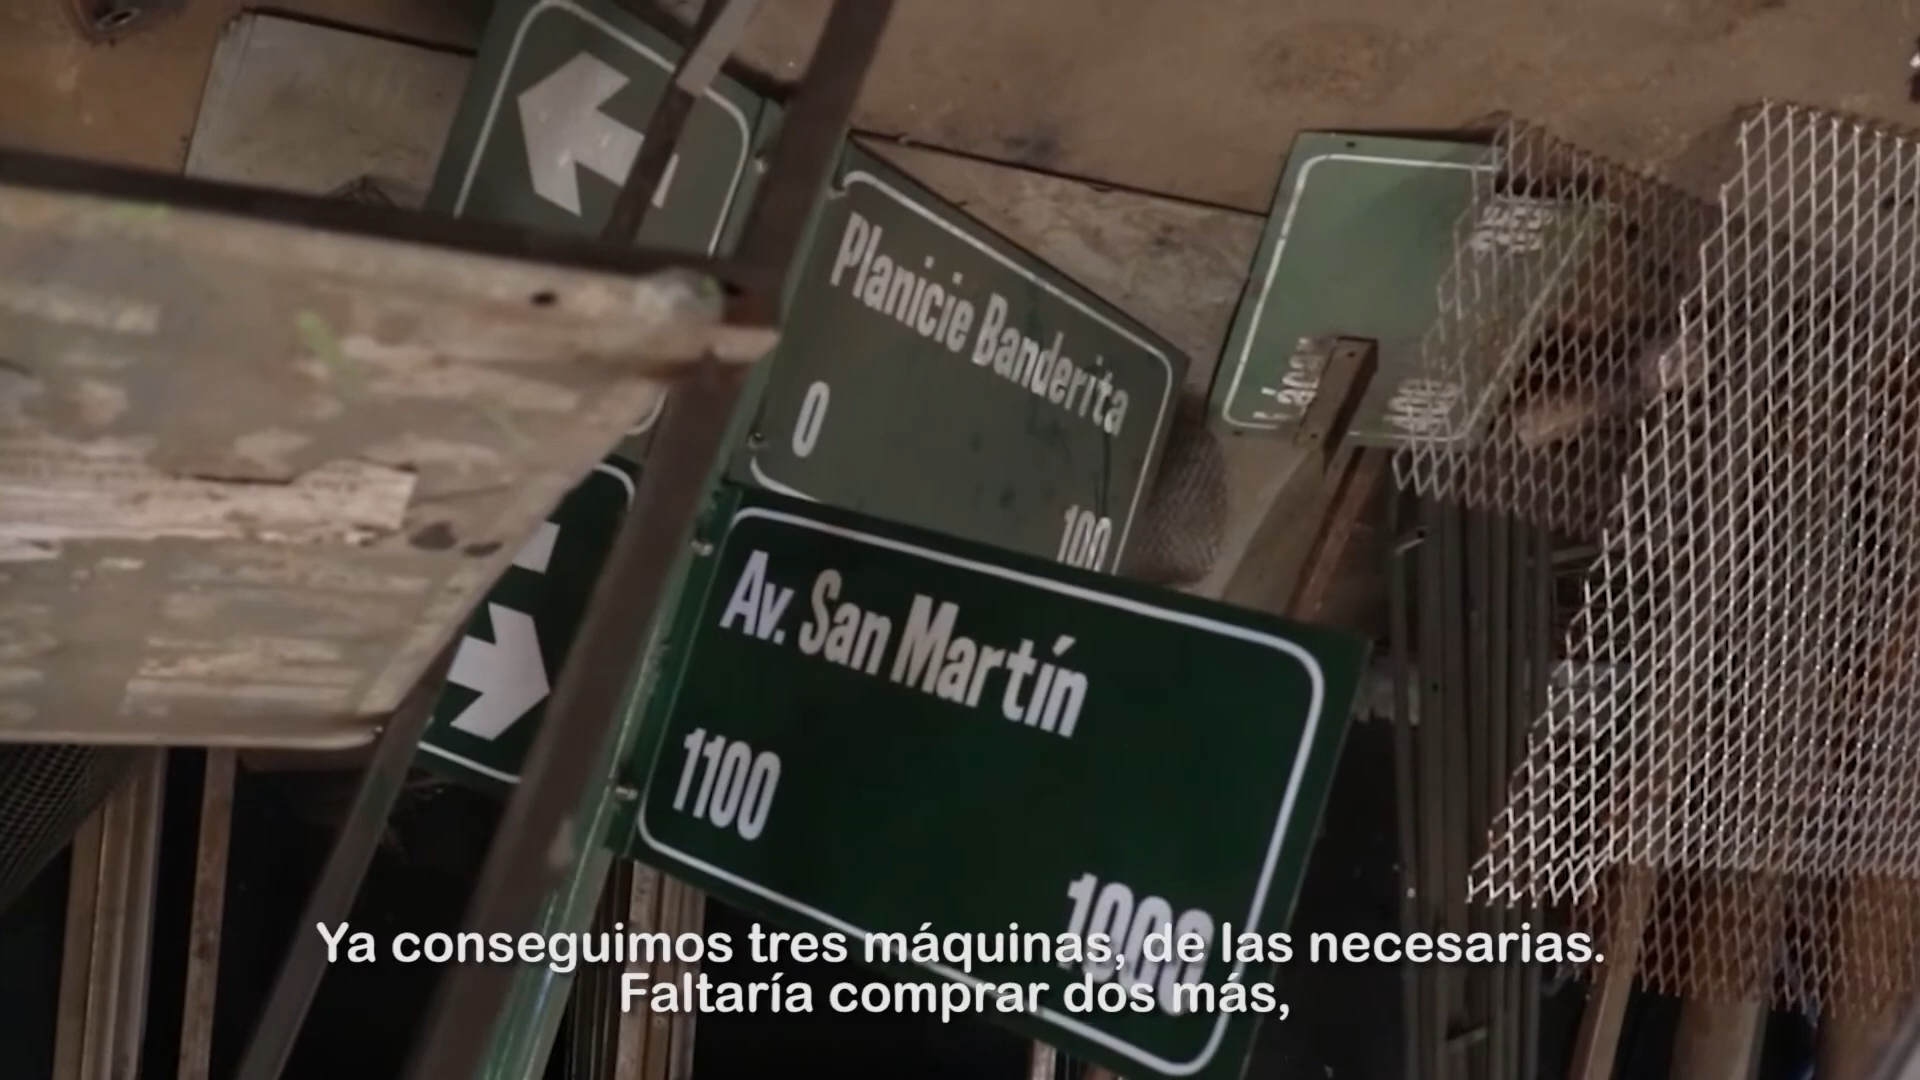 Planicie Banderita
0
100
Av. San Martín
1100
1000
Ya conseguimos tres máquinas, de las necesarias.
Faltaría comprar dos más,